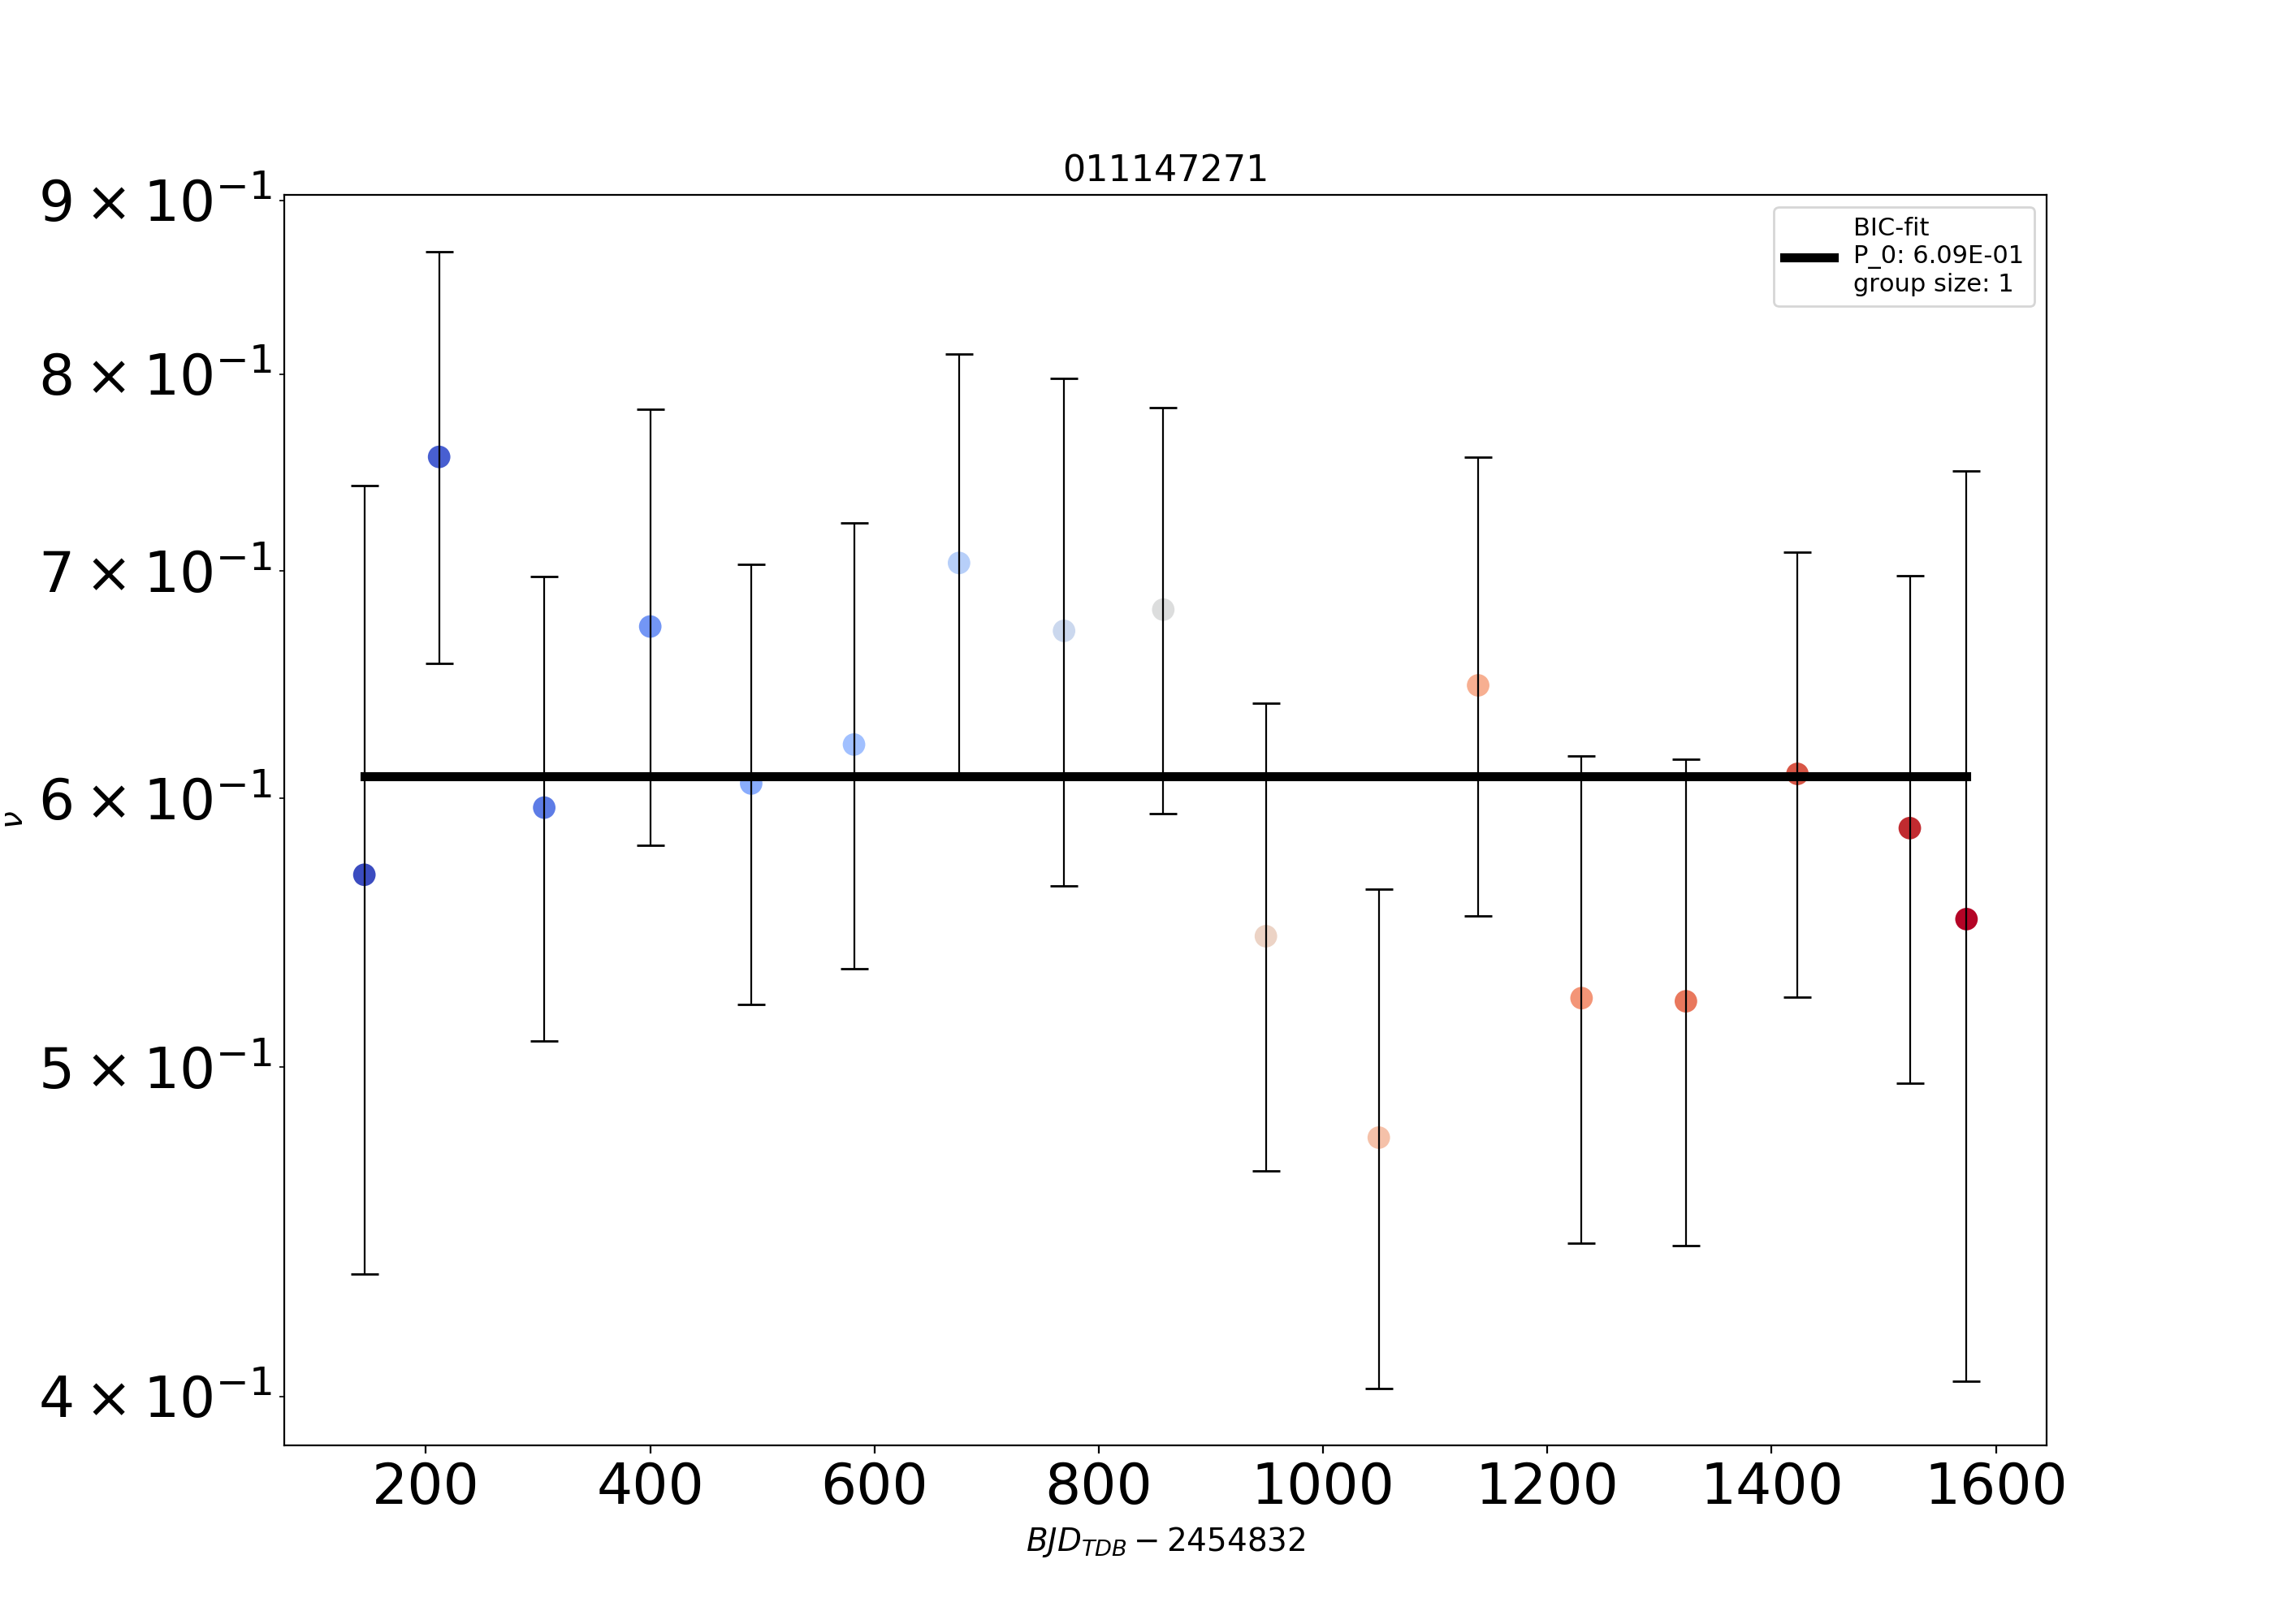 011147271
BIC-fit
P_0: 6.09E-01
group size: 1
9 × 10⁻¹
8 × 10⁻¹
7 × 10⁻¹
6 × 10⁻¹
5 × 10⁻¹
4 × 10⁻¹
ν
200 400 600 800 1000 1200 1400 1600
BJD_TDB − 2454832